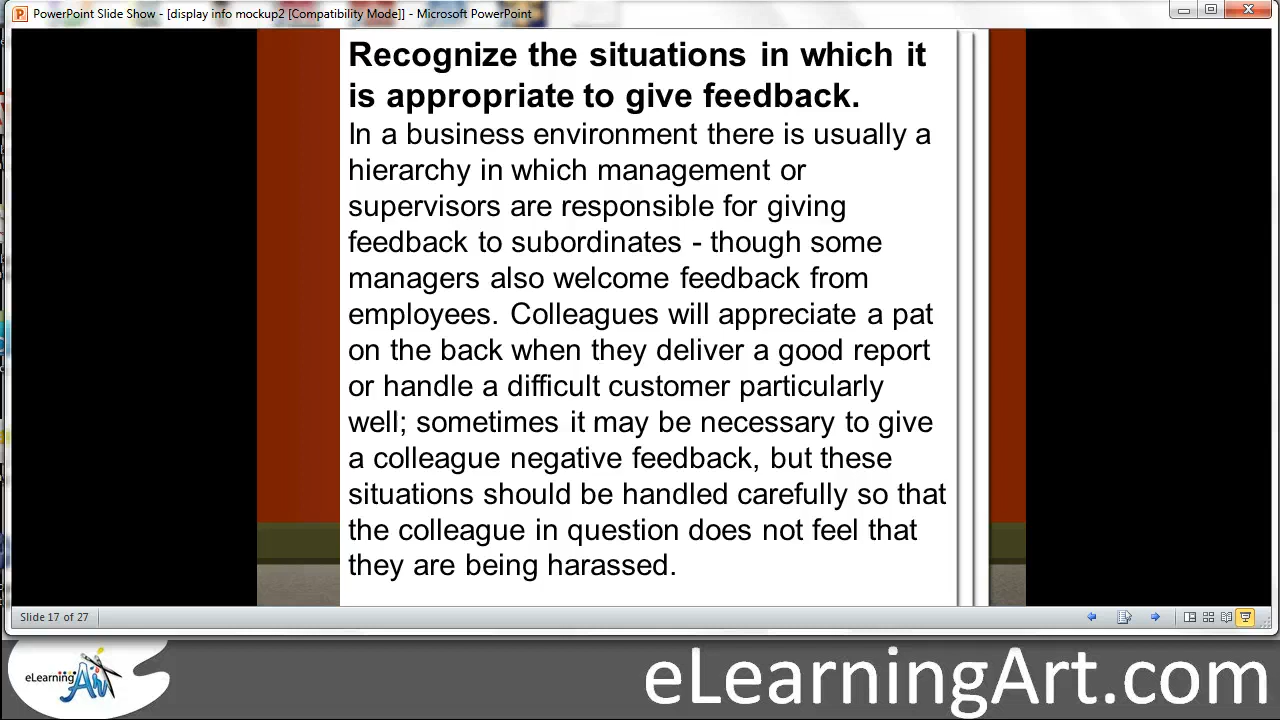 PowerPoint Slide Show - [display info mockup2 [Compatibility Mode]] - Microsoft PowerPoint
Recognize the situations in which it
is appropriate to give feedback.
In a business environment there is usually a
hierarchy in which management or
supervisors are responsible for giving
feedback to subordinates - though some
managers also welcome feedback from
employees. Colleagues will appreciate a pat
on the back when they deliver a good report
or handle a difficult customer particularly
well; sometimes it may be necessary to give
a colleague negative feedback, but these
situations should be handled carefully so that
the colleague in question does not feel that
they are being harassed.
Slide 17 of 27
eLearning
Art
eLearningArt.com